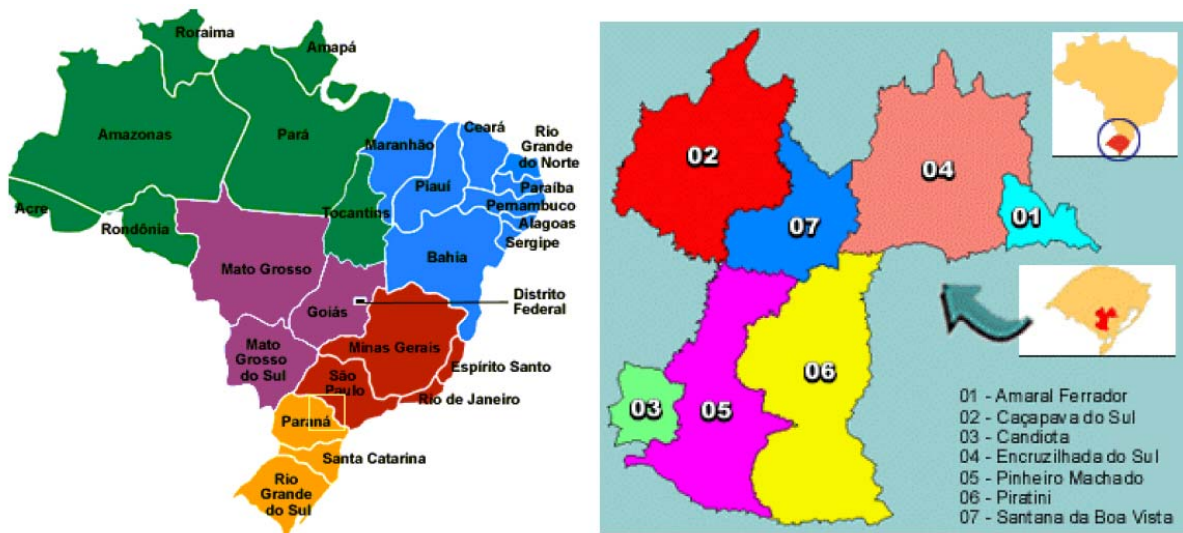 Roraima
Amapá
Amazonas
Pará
Maranhão
Ceará
Rio
Grande
do Norte
Piauí
Paraíba
Pernambuco
Acre
Tocantins
Alagoas
Rondônia
Sergipe
Mato Grosso
Bahia
Goiás
Distrito
Federal
Mato
Grosso
do Sul
Minas Gerais
Espírito Santo
São
Paulo
Rio de Janeiro
Paraná
Santa Catarina
Rio
Grande
do Sul
02
04
07
01
06
03
05
01 - Amaral Ferrador
02 - Caçapava do Sul
03 - Candiota
04 - Encruzilhada do Sul
05 - Pinheiro Machado
06 - Piratini
07 - Santana da Boa Vista